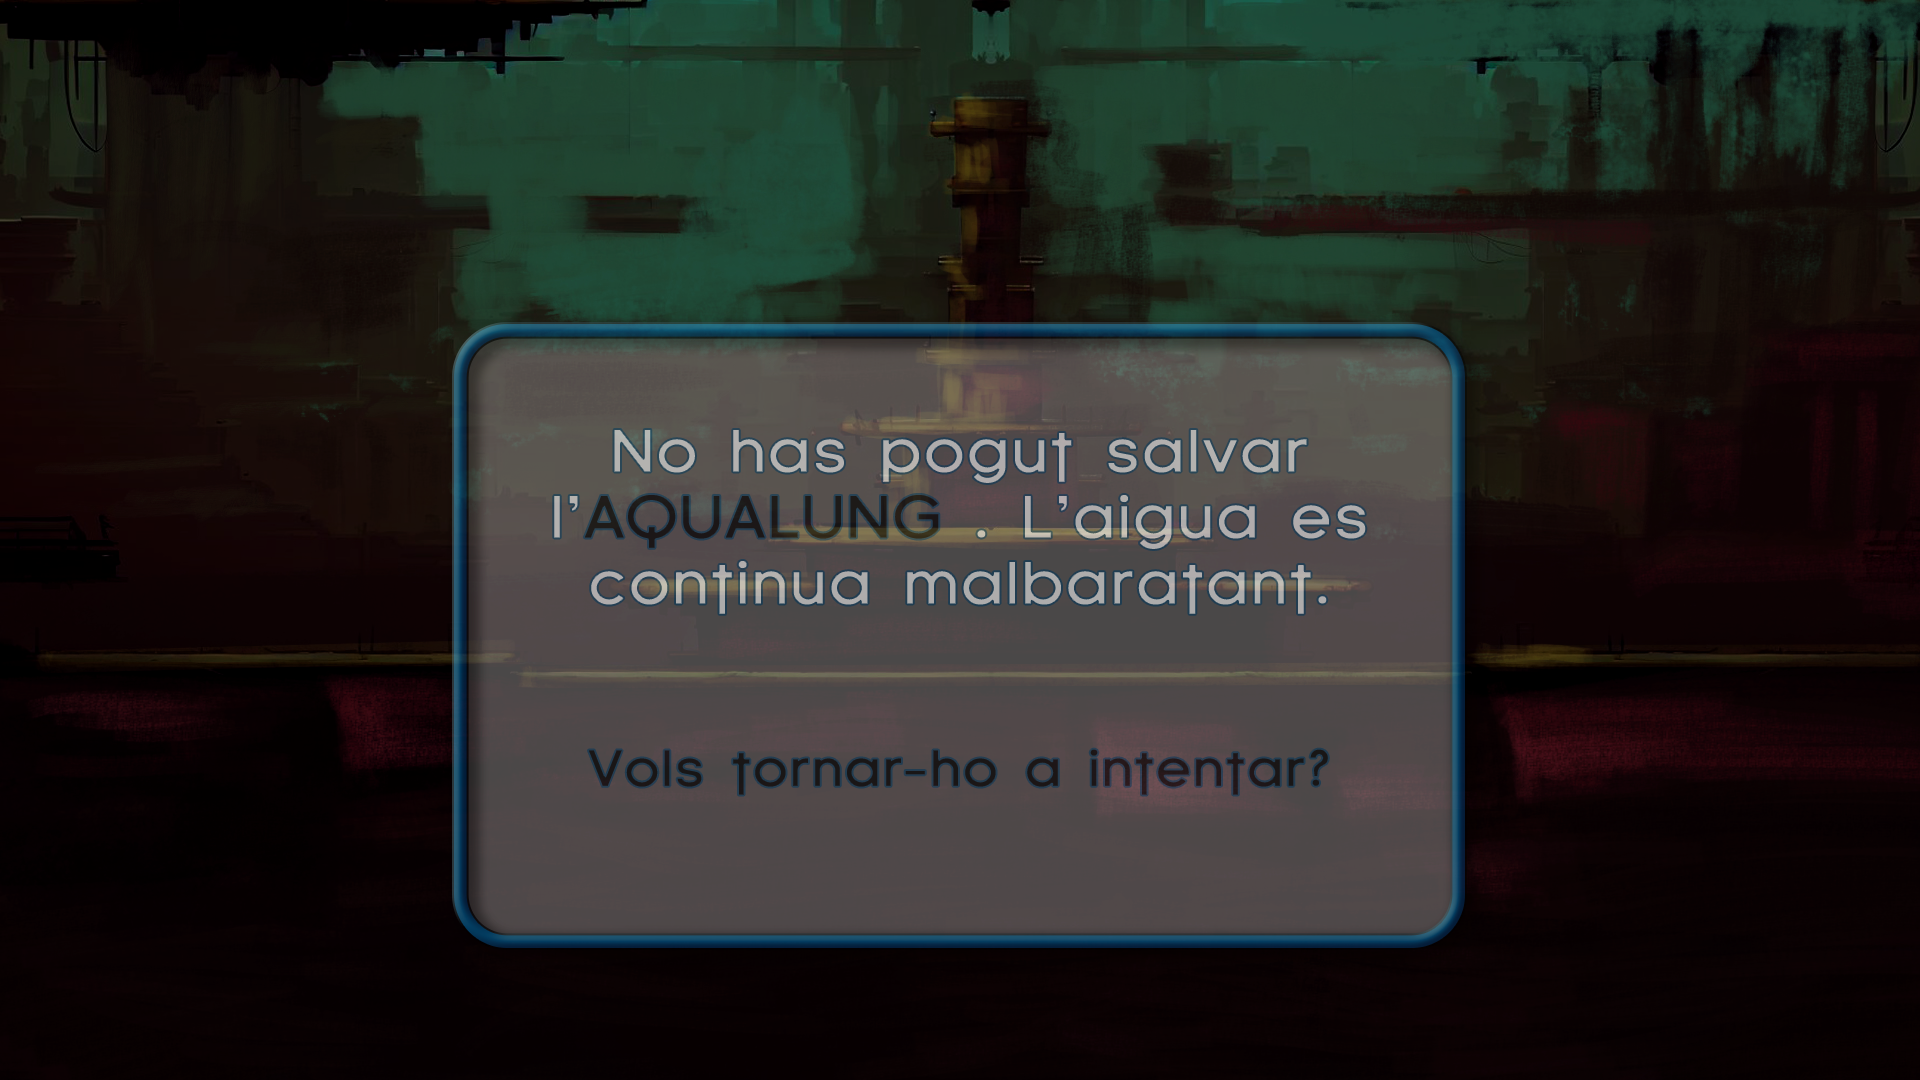 No has pogut salvar
l’AQUALUNG . L’aigua es
continua malbaratant.
Vols tornar-ho a intentar?